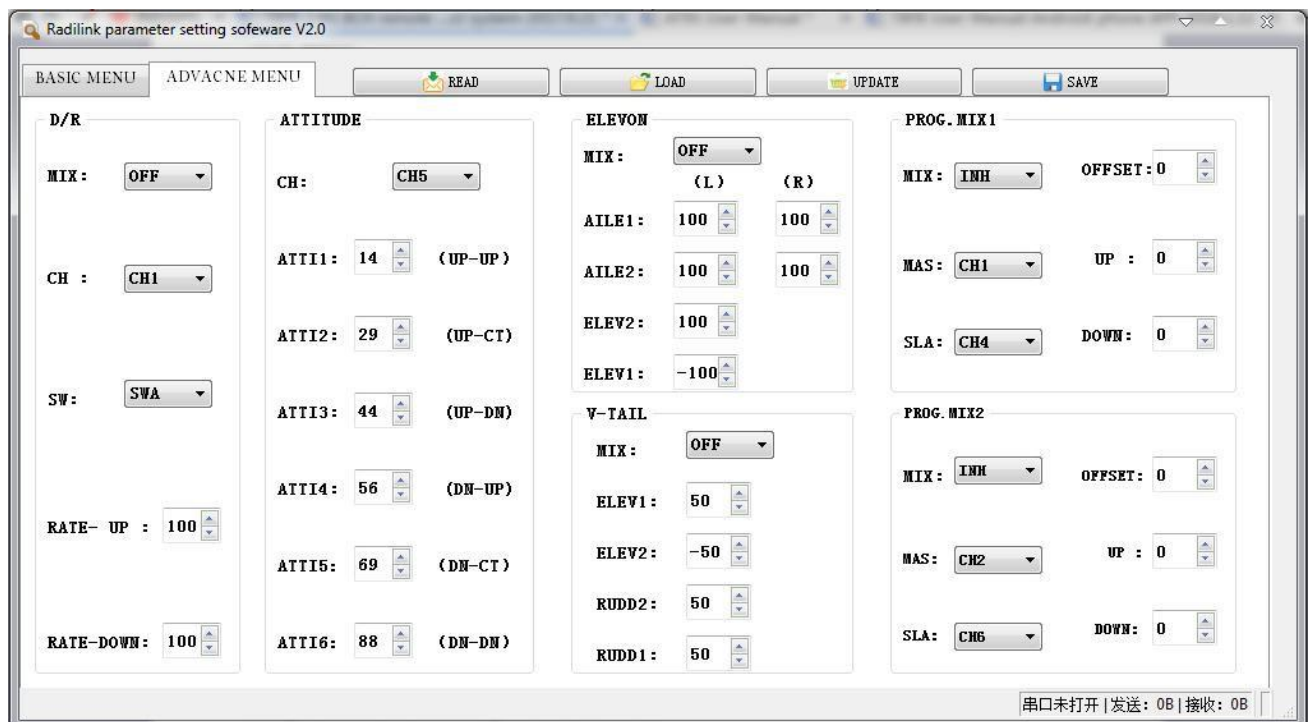 Radilink parameter setting sofeware V2.0
BASIC MENU ADVACNE MENU READ LOAD UPDATE SAVE
D/R
MIX: OFF
CH : CH1
SW: SWA
RATE- UP : 100
RATE-DOWN: 100
ATTITUDE
CH: CH5
ATTI1: 14 (UP-UP)
ATTI2: 29 (UP-CT)
ATTI3: 44 (UP-DN)
ATTI4: 56 (DN-UP)
ATTI5: 69 (DN-CT)
ATTI6: 88 (DN-DN)
ELEVON
MIX: OFF
(L) (R)
AILE1: 100 100
AILE2: 100 100
ELEV2: 100
ELEV1: -100
V-TAIL
MIX: OFF
ELEV1: 50
ELEV2: -50
RUDD2: 50
RUDD1: 50
PROG.MIX1
MIX: INH OFFSET: 0
MAS: CH1 UP : 0
SLA: CH4 DOWN: 0
PROG.MIX2
MIX: INH OFFSET: 0
MAS: CH2 UP : 0
SLA: CH6 DOWN: 0
串口未打开|发送: 0B|接收: 0B